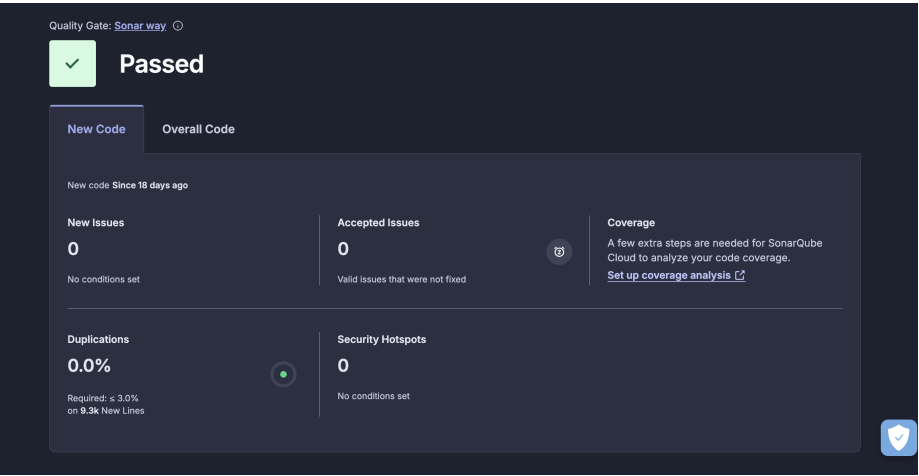 Quality Gate: Sonar way
Passed
New Code
Overall Code
New code Since 18 days ago
New Issues
0
No conditions set
Accepted Issues
0
Valid issues that were not fixed
Coverage
A few extra steps are needed for SonarQube
Cloud to analyze your code coverage.
Set up coverage analysis
Duplications
0.0%
Required: ≤ 3.0%
on 9.3k New Lines
Security Hotspots
0
No conditions set